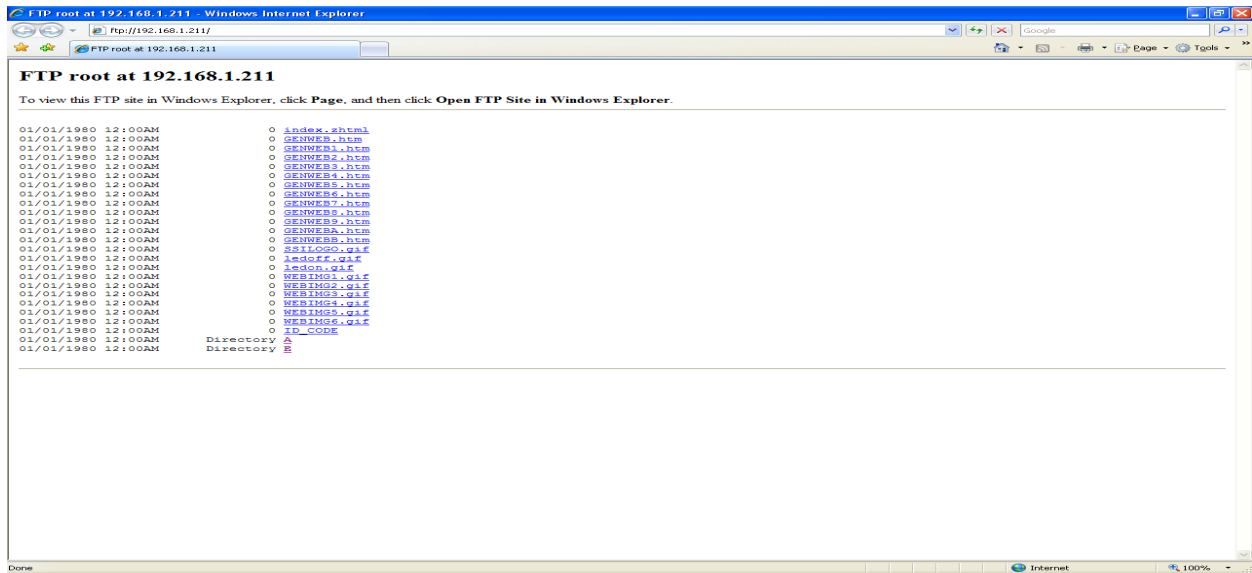 FTP root at 192.168.1.211 - Windows Internet Explorer
ftp://192.168.1.211/
Google
FTP root at 192.168.1.211
Page
Tools
FTP root at 192.168.1.211
To view this FTP site in Windows Explorer, click Page, and then click Open FTP Site in Windows Explorer.
01/01/1980 12:00AM 0 index.zhtml
01/01/1980 12:00AM 0 GENWEB.htm
01/01/1980 12:00AM 0 GENWEB1.htm
01/01/1980 12:00AM 0 GENWEB2.htm
01/01/1980 12:00AM 0 GENWEB3.htm
01/01/1980 12:00AM 0 GENWEB4.htm
01/01/1980 12:00AM 0 GENWEB5.htm
01/01/1980 12:00AM 0 GENWEB6.htm
01/01/1980 12:00AM 0 GENWEB7.htm
01/01/1980 12:00AM 0 GENWEB8.htm
01/01/1980 12:00AM 0 GENWEB9.htm
01/01/1980 12:00AM 0 GENWEBA.htm
01/01/1980 12:00AM 0 GENWEBB.htm
01/01/1980 12:00AM 0 SSILOGO.gif
01/01/1980 12:00AM 0 ledoff.gif
01/01/1980 12:00AM 0 ledon.gif
01/01/1980 12:00AM 0 WEBIMG1.gif
01/01/1980 12:00AM 0 WEBIMG2.gif
01/01/1980 12:00AM 0 WEBIMG3.gif
01/01/1980 12:00AM 0 WEBIMG4.gif
01/01/1980 12:00AM 0 WEBIMG5.gif
01/01/1980 12:00AM 0 WEBIMG6.gif
01/01/1980 12:00AM 0 ID_CODE
01/01/1980 12:00AM Directory A
01/01/1980 12:00AM Directory E
Done
Internet
100%